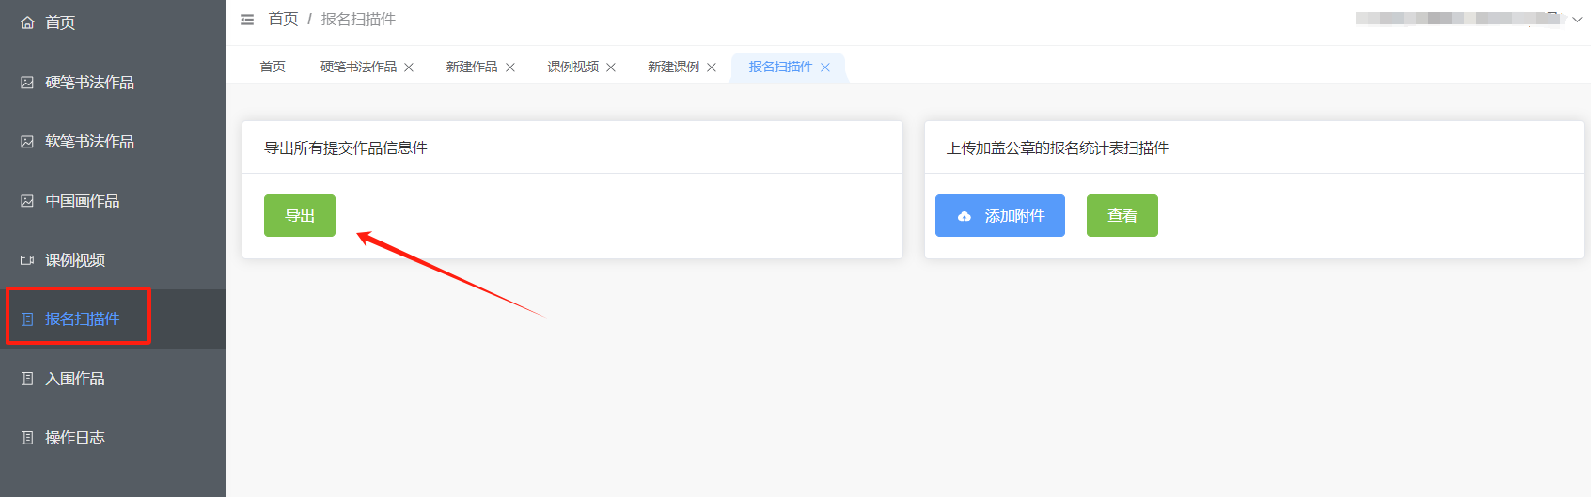 首页
硬笔书法作品
软笔书法作品
中国画作品
课例视频
报名扫描件
入围作品
操作日志
首页 / 报名扫描件
首页 硬笔书法作品 新建作品 课例视频 新建课例 报名扫描件
导出所有提交作品信息件
导出
上传加盖公章的报名统计表扫描件
添加附件 查看